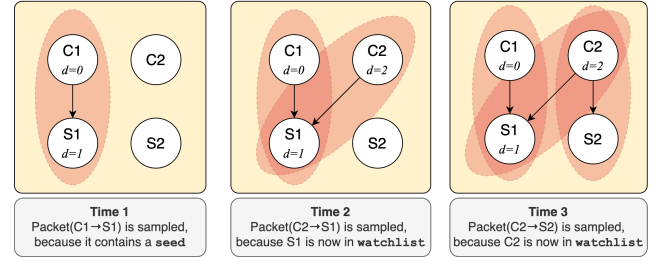 C1
d=0
C2
S1
d=1
S2
C1
d=0
C2
d=2
S1
d=1
S2
C1
d=0
C2
d=2
S1
d=1
S2
Time 1
Packet(C1→S1) is sampled,
because it contains a seed
Time 2
Packet(C2→S1) is sampled,
because S1 is now in watchlist
Time 3
Packet(C2→S2) is sampled,
because C2 is now in watchlist